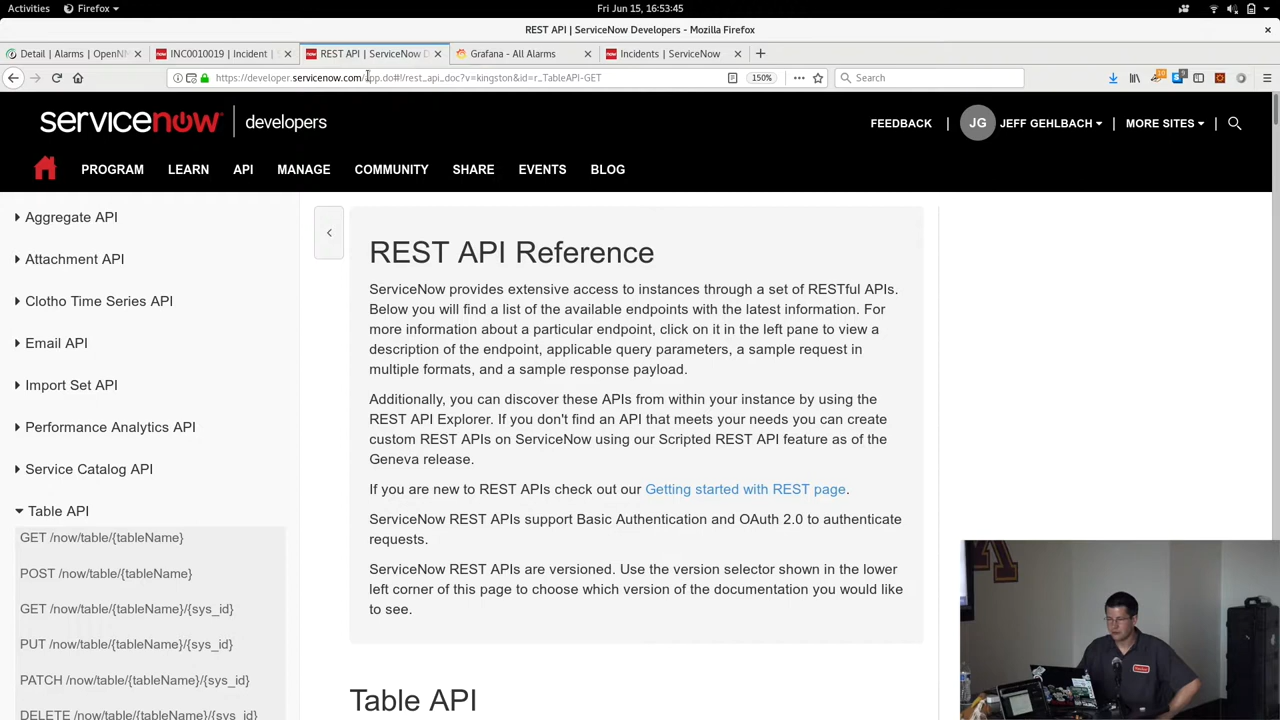 Activities
Firefox
Fri Jun 15, 16:53:45
REST API | ServiceNow Developers - Mozilla Firefox
Detail | Alarms | OpenNM
INC0010019 | Incident |
REST API | ServiceNow D
Grafana - All Alarms
Incidents | ServiceNow
https://developer.servicenow.com/app.do#!/rest_api_doc?v=kingston&id=r_TableAPI-GET
150%
Search
servicenow
developers
FEEDBACK
JG
JEFF GEHLBACH
MORE SITES
PROGRAM
LEARN
API
MANAGE
COMMUNITY
SHARE
EVENTS
BLOG
Aggregate API
Attachment API
Clotho Time Series API
Email API
Import Set API
Performance Analytics API
Service Catalog API
Table API
GET /now/table/{tableName}
POST /now/table/{tableName}
GET /now/table/{tableName}/{sys_id}
PUT /now/table/{tableName}/{sys_id}
PATCH /now/table/{tableName}/{sys_id}
DELETE /now/table/{tableName}/{sys_id}
REST API Reference
ServiceNow provides extensive access to instances through a set of RESTful APIs.
Below you will find a list of the available endpoints with the latest information. For
more information about a particular endpoint, click on it in the left pane to view a
description of the endpoint, applicable query parameters, a sample request in
multiple formats, and a sample response payload.
Additionally, you can discover these APIs from within your instance by using the
REST API Explorer. If you don't find an API that meets your needs you can create
custom REST APIs on ServiceNow using our Scripted REST API feature as of the
Geneva release.
If you are new to REST APIs check out our Getting started with REST page.
ServiceNow REST APIs support Basic Authentication and OAuth 2.0 to authenticate
requests.
ServiceNow REST APIs are versioned. Use the version selector shown in the lower
left corner of this page to choose which version of the documentation you would like
to see.
Table API